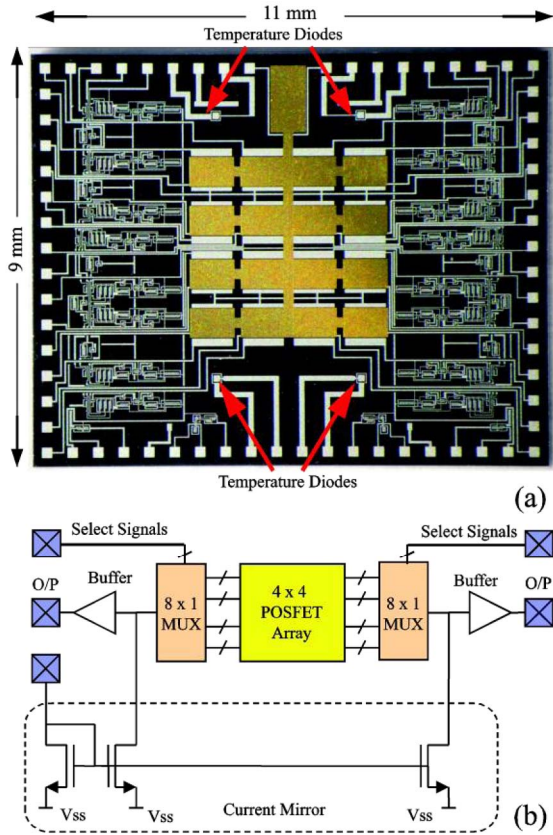 11 mm
Temperature Diodes
9 mm
Temperature Diodes
(a)
Select Signals
Select Signals
O/P
Buffer
8 x 1
MUX
4 x 4
POSFET
Array
8 x 1
MUX
Buffer
O/P
Vss
Vss
Current Mirror
Vss
(b)